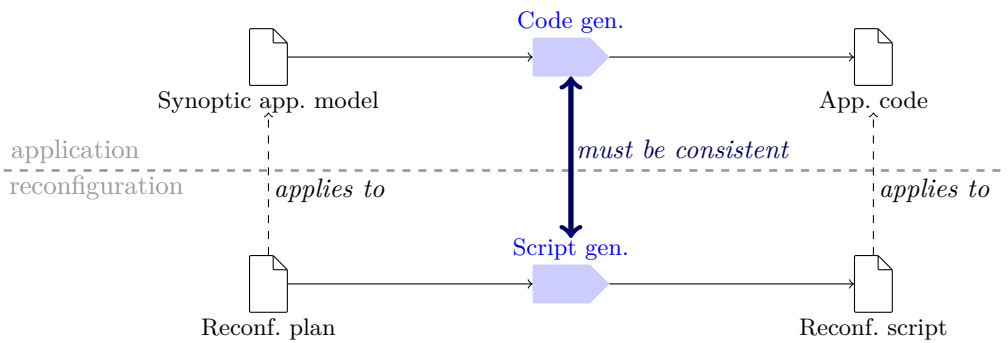 Code gen.
Synoptic app. model
App. code
application
must be consistent
reconfiguration
applies to
applies to
Script gen.
Reconf. plan
Reconf. script